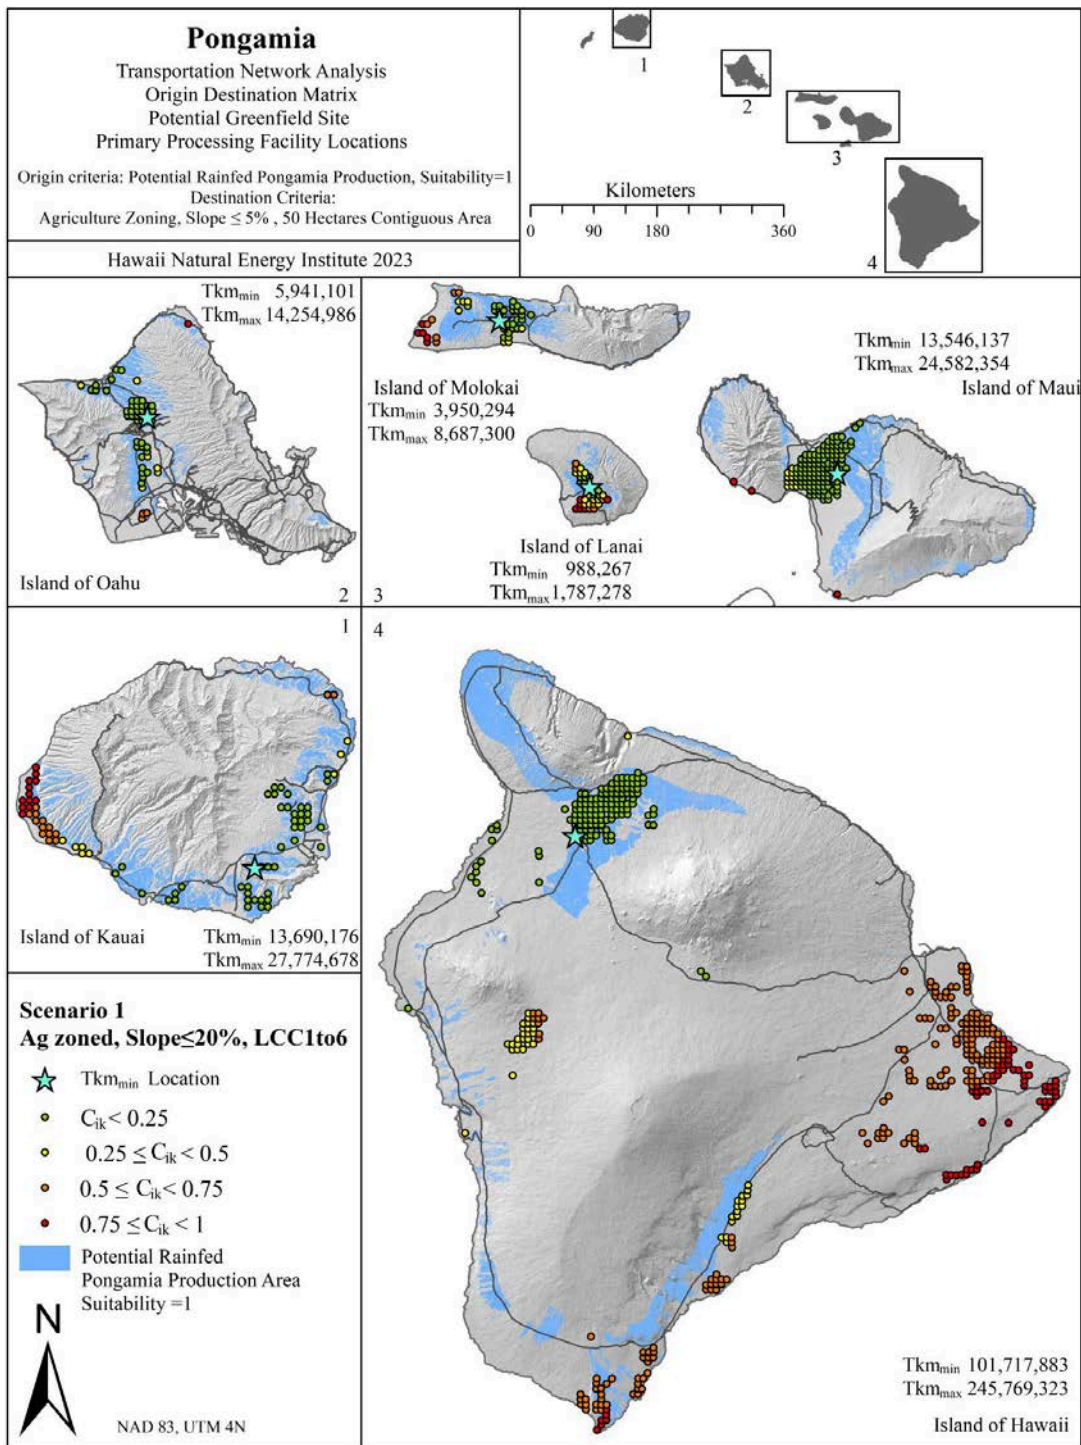 Pongamia
Transportation Network Analysis
Origin Destination Matrix
Potential Greenfield Site
Primary Processing Facility Locations
Origin criteria: Potential Rainfed Pongamia Production, Suitability=1
Destination Criteria:
Agriculture Zoning, Slope ≤ 5% , 50 Hectares Contiguous Area
Hawaii Natural Energy Institute 2023
1
2
3
4
Kilometers
0 90 180 360
Tkmmin 5,941,101
Tkmmax 14,254,986
Island of Oahu
2
Island of Molokai
Tkmmin 3,950,294
Tkmmax 8,687,300
Island of Lanai
Tkmmin 988,267
Tkmmax 1,787,278
3
Tkmmin 13,546,137
Tkmmax 24,582,354
Island of Maui
1
Island of Kauai
Tkmmin 13,690,176
Tkmmax 27,774,678
4
Tkmmin 101,717,883
Tkmmax 245,769,323
Island of Hawaii
Scenario 1
Ag zoned, Slope≤20%, LCC1to6
Tkmmin Location
Cik < 0.25
0.25 ≤ Cik < 0.5
0.5 ≤ Cik < 0.75
0.75 ≤ Cik < 1
Potential Rainfed
Pongamia Production Area
Suitability =1
N
NAD 83, UTM 4N